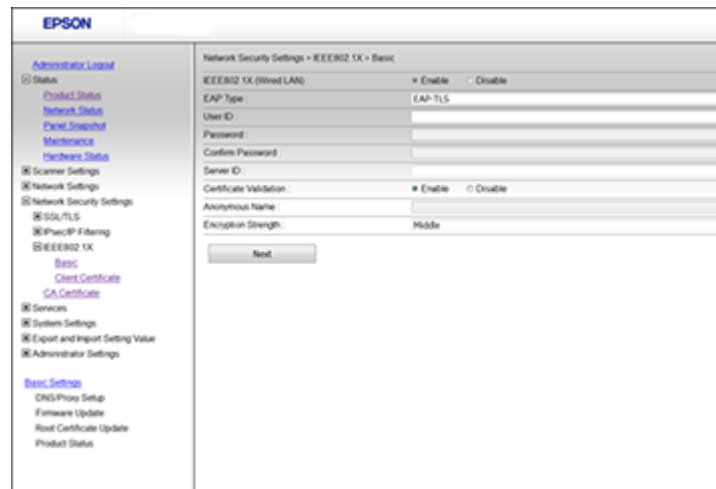 EPSON
Administrator Logout
Status
Product Status
Network Status
Panel Snapshot
Maintenance
Hardware Status
Scanner Settings
Network Settings
Network Security Settings
SSL/TLS
IPsec/IP Filtering
IEEE802.1X
Basic
Client Certificate
CA Certificate
Services
System Settings
Export and Import Setting Value
Administrator Settings
Basic Settings
DNS/Proxy Setup
Firmware Update
Root Certificate Update
Product Status
Network Security Settings > IEEE802.1X > Basic
IEEE802.1X (Wired LAN) : Enable Disable
EAP Type : EAP-TLS
User ID :
Password :
Confirm Password :
Server ID :
Certificate Validation : Enable Disable
Anonymous Name :
Encryption Strength : Middle
Next